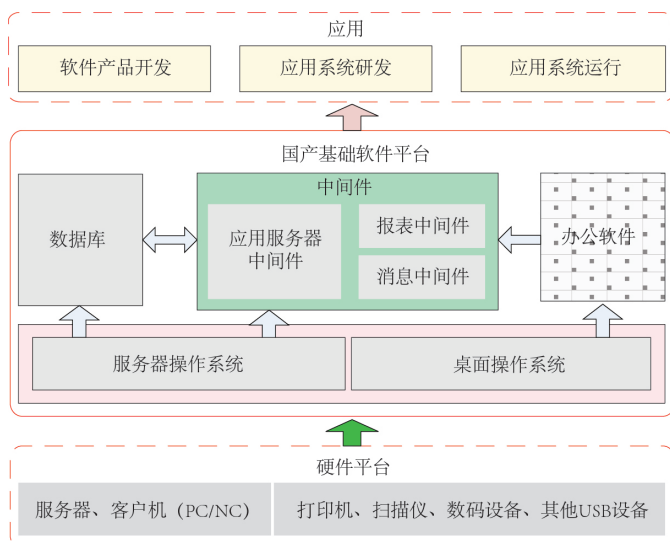 应用
软件产品开发
应用系统研发
应用系统运行
国产基础软件平台
中间件
数据库
应用服务器
中间件
报表中间件
消息中间件
办公软件
服务器操作系统
桌面操作系统
硬件平台
服务器、客户机（PC/NC）
打印机、扫描仪、数码设备、其他USB设备